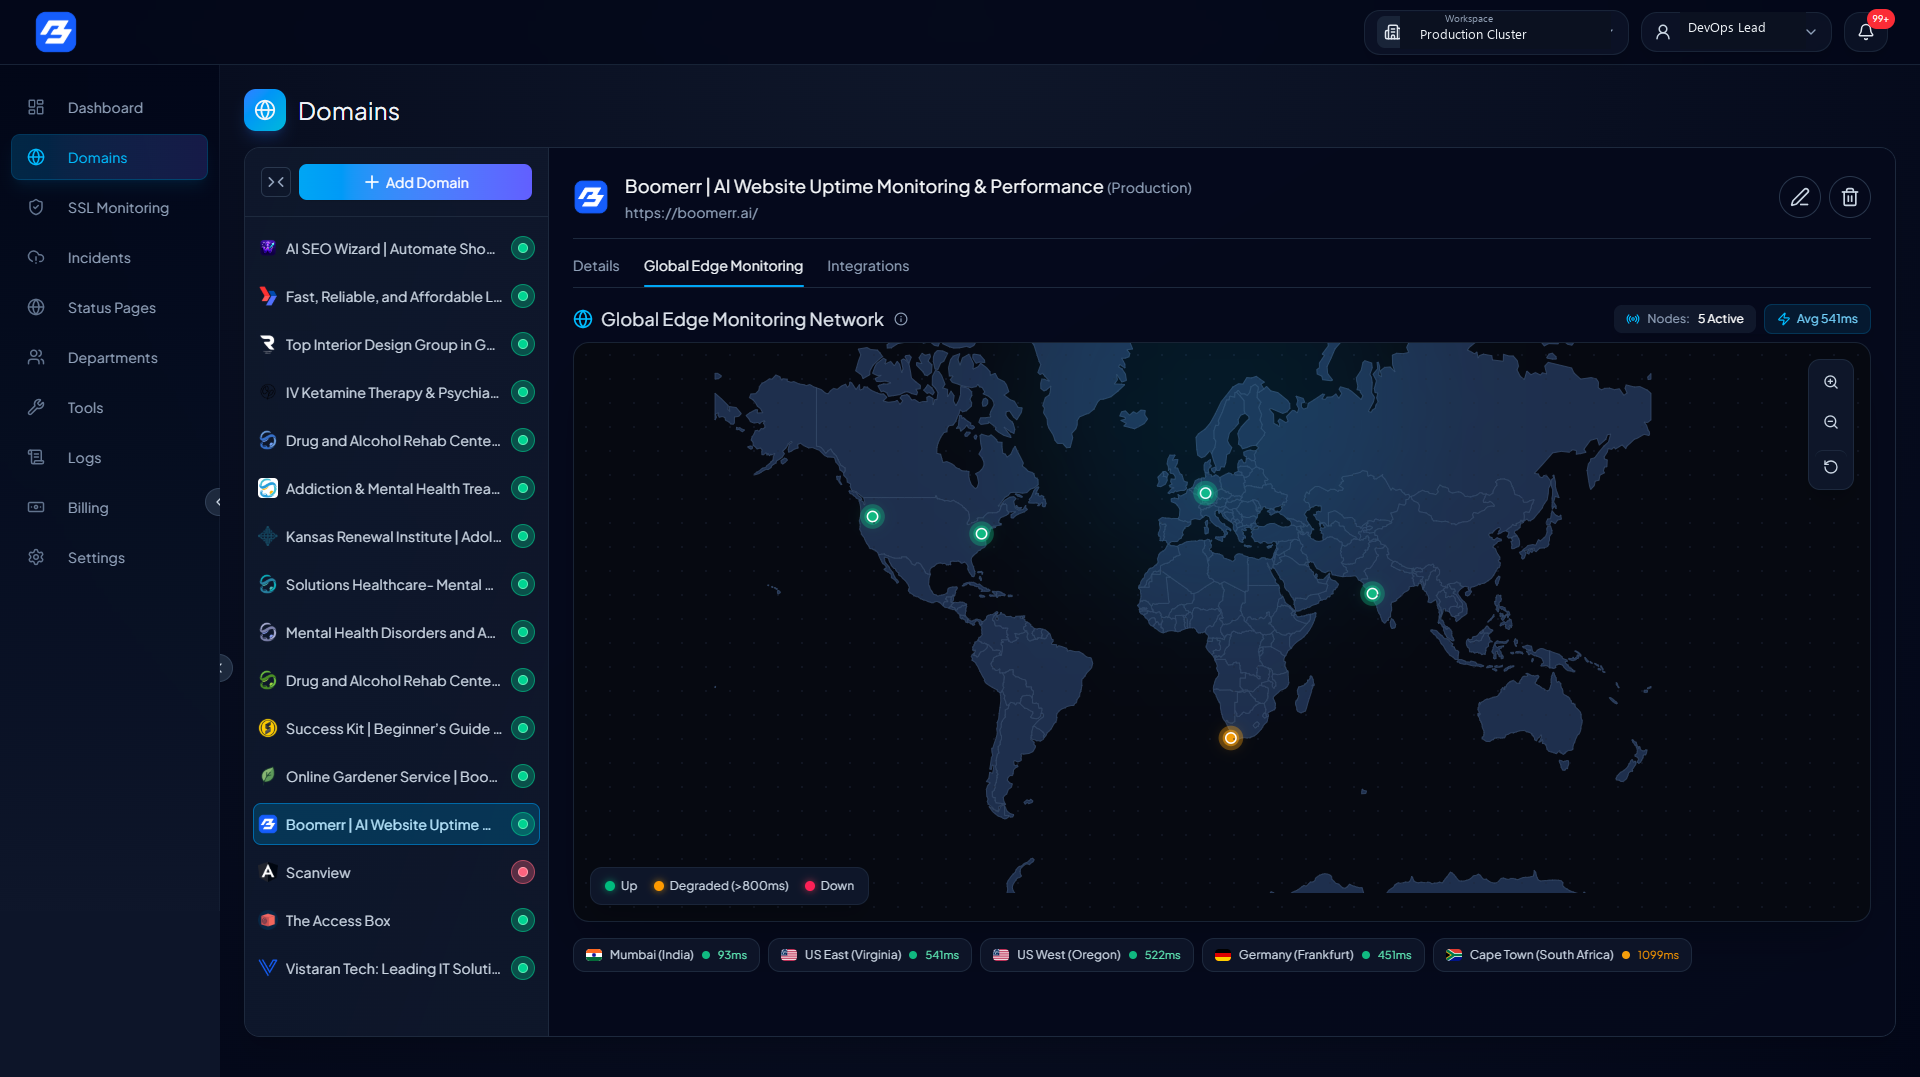 Workspace
Production Cluster
DevOps Lead
99+
Dashboard
Domains
SSL Monitoring
Incidents
Status Pages
Departments
Tools
Logs
Billing
Settings
Domains
Add Domain
AI SEO Wizard | Automate Sho...
Fast, Reliable, and Affordable L...
Top Interior Design Group in G...
IV Ketamine Therapy & Psychia...
Drug and Alcohol Rehab Cente...
Addiction & Mental Health Trea...
Kansas Renewal Institute | Adol...
Solutions Healthcare- Mental ...
Mental Health Disorders and A...
Drug and Alcohol Rehab Cente...
Success Kit | Beginner's Guide ...
Online Gardener Service | Boo...
Boomerr | AI Website Uptime ...
Scanview
The Access Box
Vistaran Tech: Leading IT Soluti...
Boomerr | AI Website Uptime Monitoring & Performance (Production)
https://boomerr.ai/
Details
Global Edge Monitoring
Integrations
Global Edge Monitoring Network
Nodes: 5 Active
Avg 541ms
Up
Degraded (>800ms)
Down
Mumbai (India) 93ms
US East (Virginia) 541ms
US West (Oregon) 522ms
Germany (Frankfurt) 451ms
Cape Town (South Africa) 1099ms